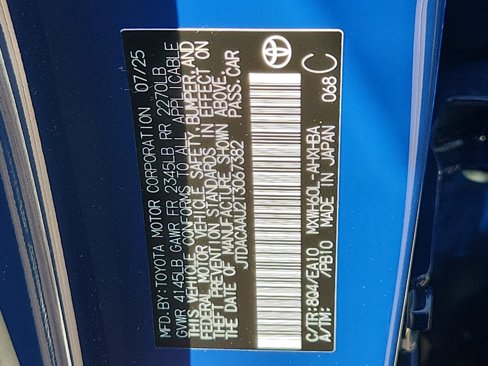 MFD.BY:TOYOTA MOTOR CORPORATION 07/25
GVWR 4145LB GAWR FR 2345LB RR 2270LB
THIS VEHICLE CONFORMS TO ALL APPLICABLE
FEDERAL MOTOR VEHICLE SAFETY, BUMPER, AND
THEFT PREVENTION STANDARDS IN EFFECT ON
THE DATE OF MANUFACTURE SHOWN ABOVE.
JTDACAAU2T3067382 PASS.CAR
068 C
C/TR:8Q4/EA10 MXWH60L-AHXHBA
A/TM: /PB10 MADE IN JAPAN